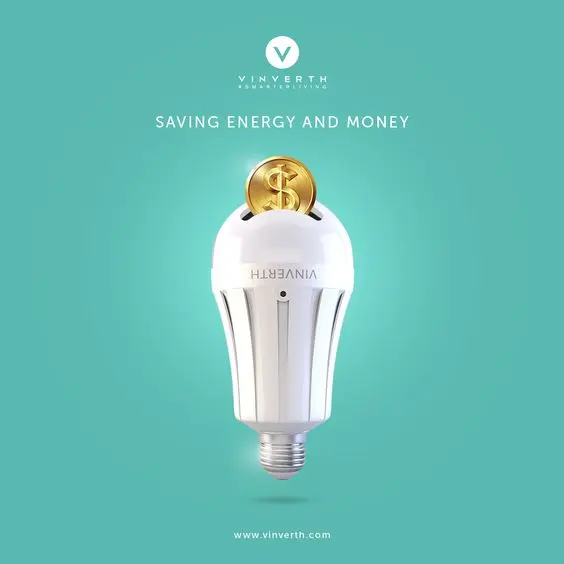 V
VINVERTH
#SMARTERLIVING
SAVING ENERGY AND MONEY
$
VINVERTH
www.vinverth.com